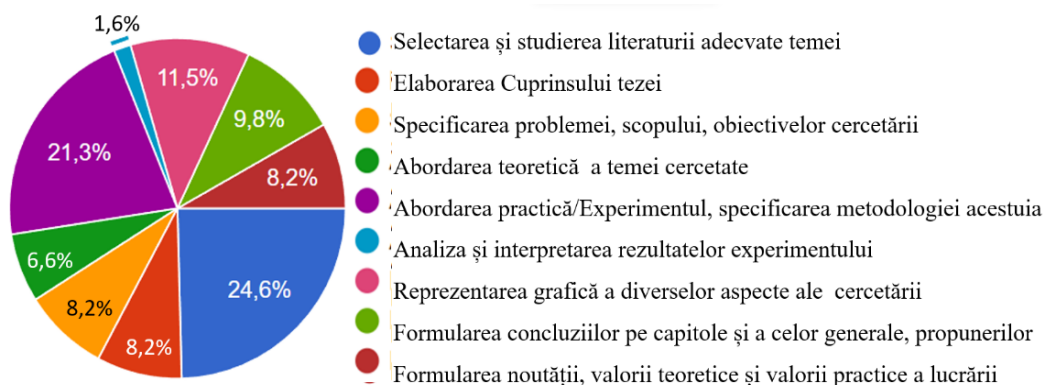 1,6%
11,5%
9,8%
8,2%
21,3%
6,6%
8,2%
8,2%
24,6%
Selectarea și studierea literaturii adecvate temei
Elaborarea Cuprinsului tezei
Specificarea problemei, scopului, obiectivelor cercetării
Abordarea teoretică a temei cercetate
Abordarea practică/Experimentul, specificarea metodologiei acestuia
Analiza și interpretarea rezultatelor experimentului
Reprezentarea grafică a diverselor aspecte ale cercetării
Formularea concluziilor pe capitole și a celor generale, propunerilor
Formularea noutății, valorii teoretice și valorii practice a lucrării